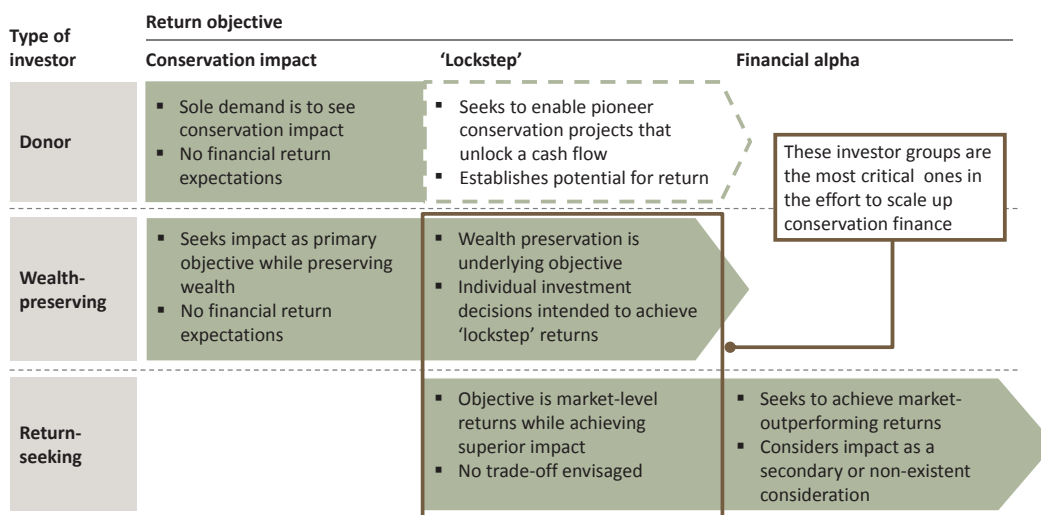 Type of
investor
Return objective
Conservation impact
‘Lockstep’
Financial alpha
Donor
▪ Sole demand is to see
conservation impact
▪ No financial return
expectations
▪ Seeks to enable pioneer
conservation projects that
unlock a cash flow
▪ Establishes potential for return
These investor groups are
the most critical ones in
the effort to scale up
conservation finance
Wealth-
preserving
▪ Seeks impact as primary
objective while preserving
wealth
▪ No financial return
expectations
▪ Wealth preservation is
underlying objective
▪ Individual investment
decisions intended to achieve
‘lockstep’ returns
Return-
seeking
▪ Objective is market-level
returns while achieving
superior impact
▪ No trade-off envisaged
▪ Seeks to achieve market-
outperforming returns
▪ Considers impact as a
secondary or non-existent
consideration